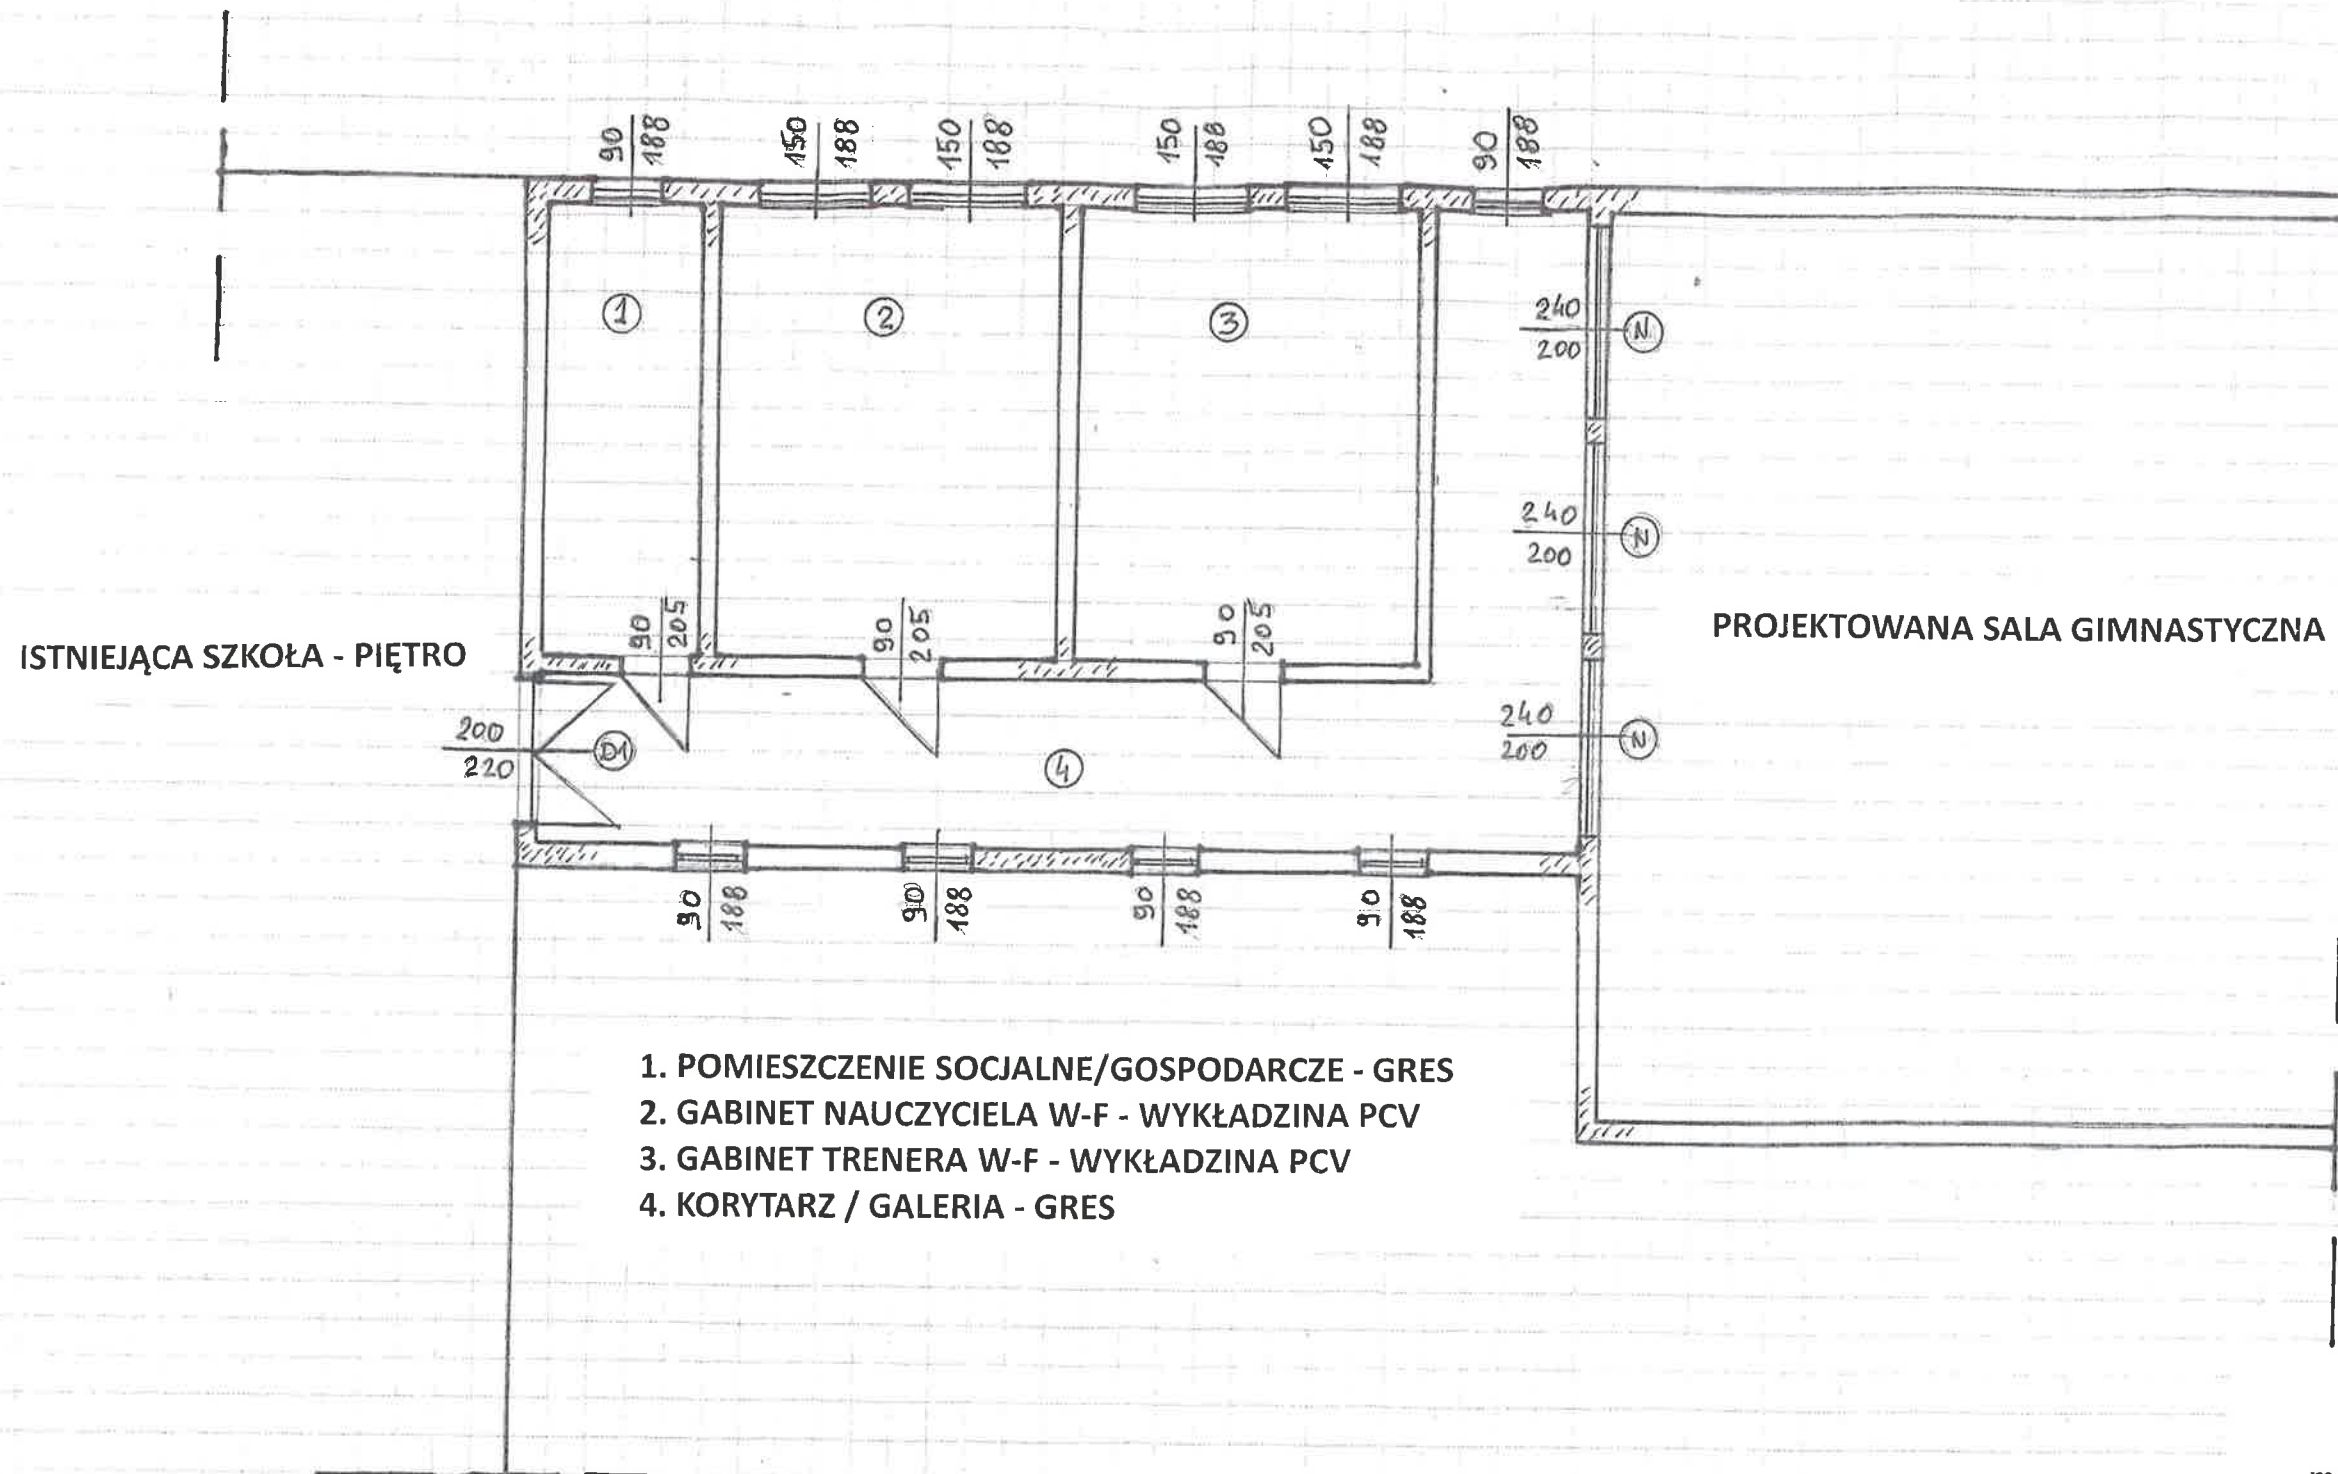 90 188
150 188
150 188
150 188
150 188
90 188
1
2
3
240
200
N
240
200
N
90 205
90 205
90 205
ISTNIEJĄCA SZKOŁA - PIĘTRO
PROJEKTOWANA SALA GIMNASTYCZNA
200
220
D1
4
240
200
N
90 188
90 188
90 188
90 188
1. POMIESZCZENIE SOCJALNE/GOSPODARCZE - GRES
2. GABINET NAUCZYCIELA W-F - WYKŁADZINA PCV
3. GABINET TRENERA W-F - WYKŁADZINA PCV
4. KORYTARZ / GALERIA - GRES